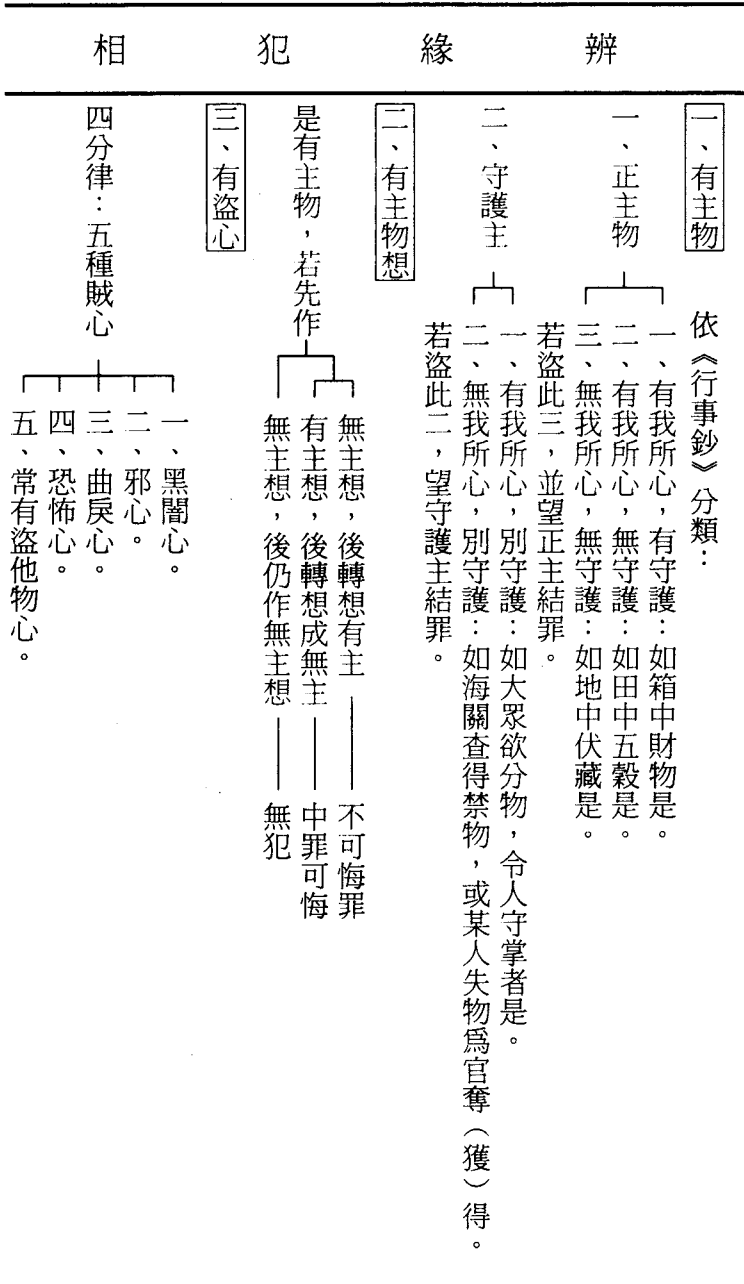 辨緣犯相
一、有主物
依《行事鈔》分類：
一、正主物
一、有我所心，有守護：如箱中財物是。
二、有我所心，無守護：如田中五穀是。
三、無我所心，無守護：如地中伏藏是。
若盜此三，並望正主結罪。
二、守護主
一、有我所心，別守護：如大眾欲分物，令人守掌者是。
二、無我所心，別守護：如海關查得禁物，或某人失物為官奪（獲）得。
若盜此二，望守護主結罪。
二、有主物想
是有主物，若先作
無主想，後轉想有主 —— 不可悔罪
有主想，後轉想成無主 —— 中罪可悔
無主想，後仍作無主想 —— 無犯
三、有盜心
四分律：五種賊心
一、黑闇心。
二、邪心。
三、曲戾心。
四、恐怖心。
五、常有盜他物心。